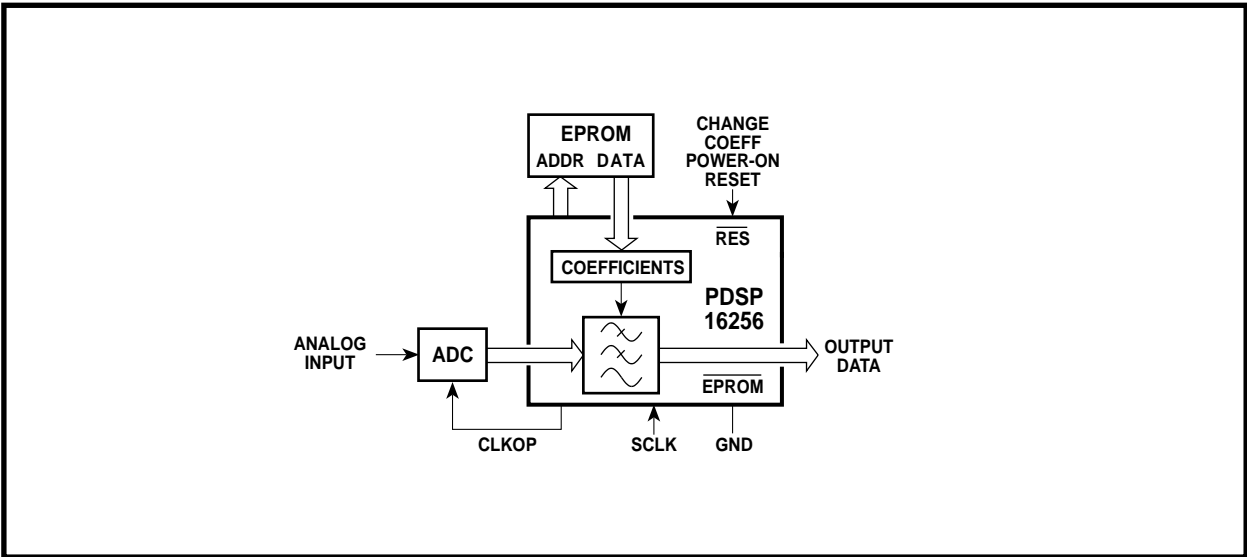 EPROM
ADDR DATA
CHANGE
COEFF
POWER-ON
RESET
RES
COEFFICIENTS
PDSP
16256
ANALOG
INPUT
ADC
OUTPUT
DATA
EPROM
CLKOP
SCLK
GND